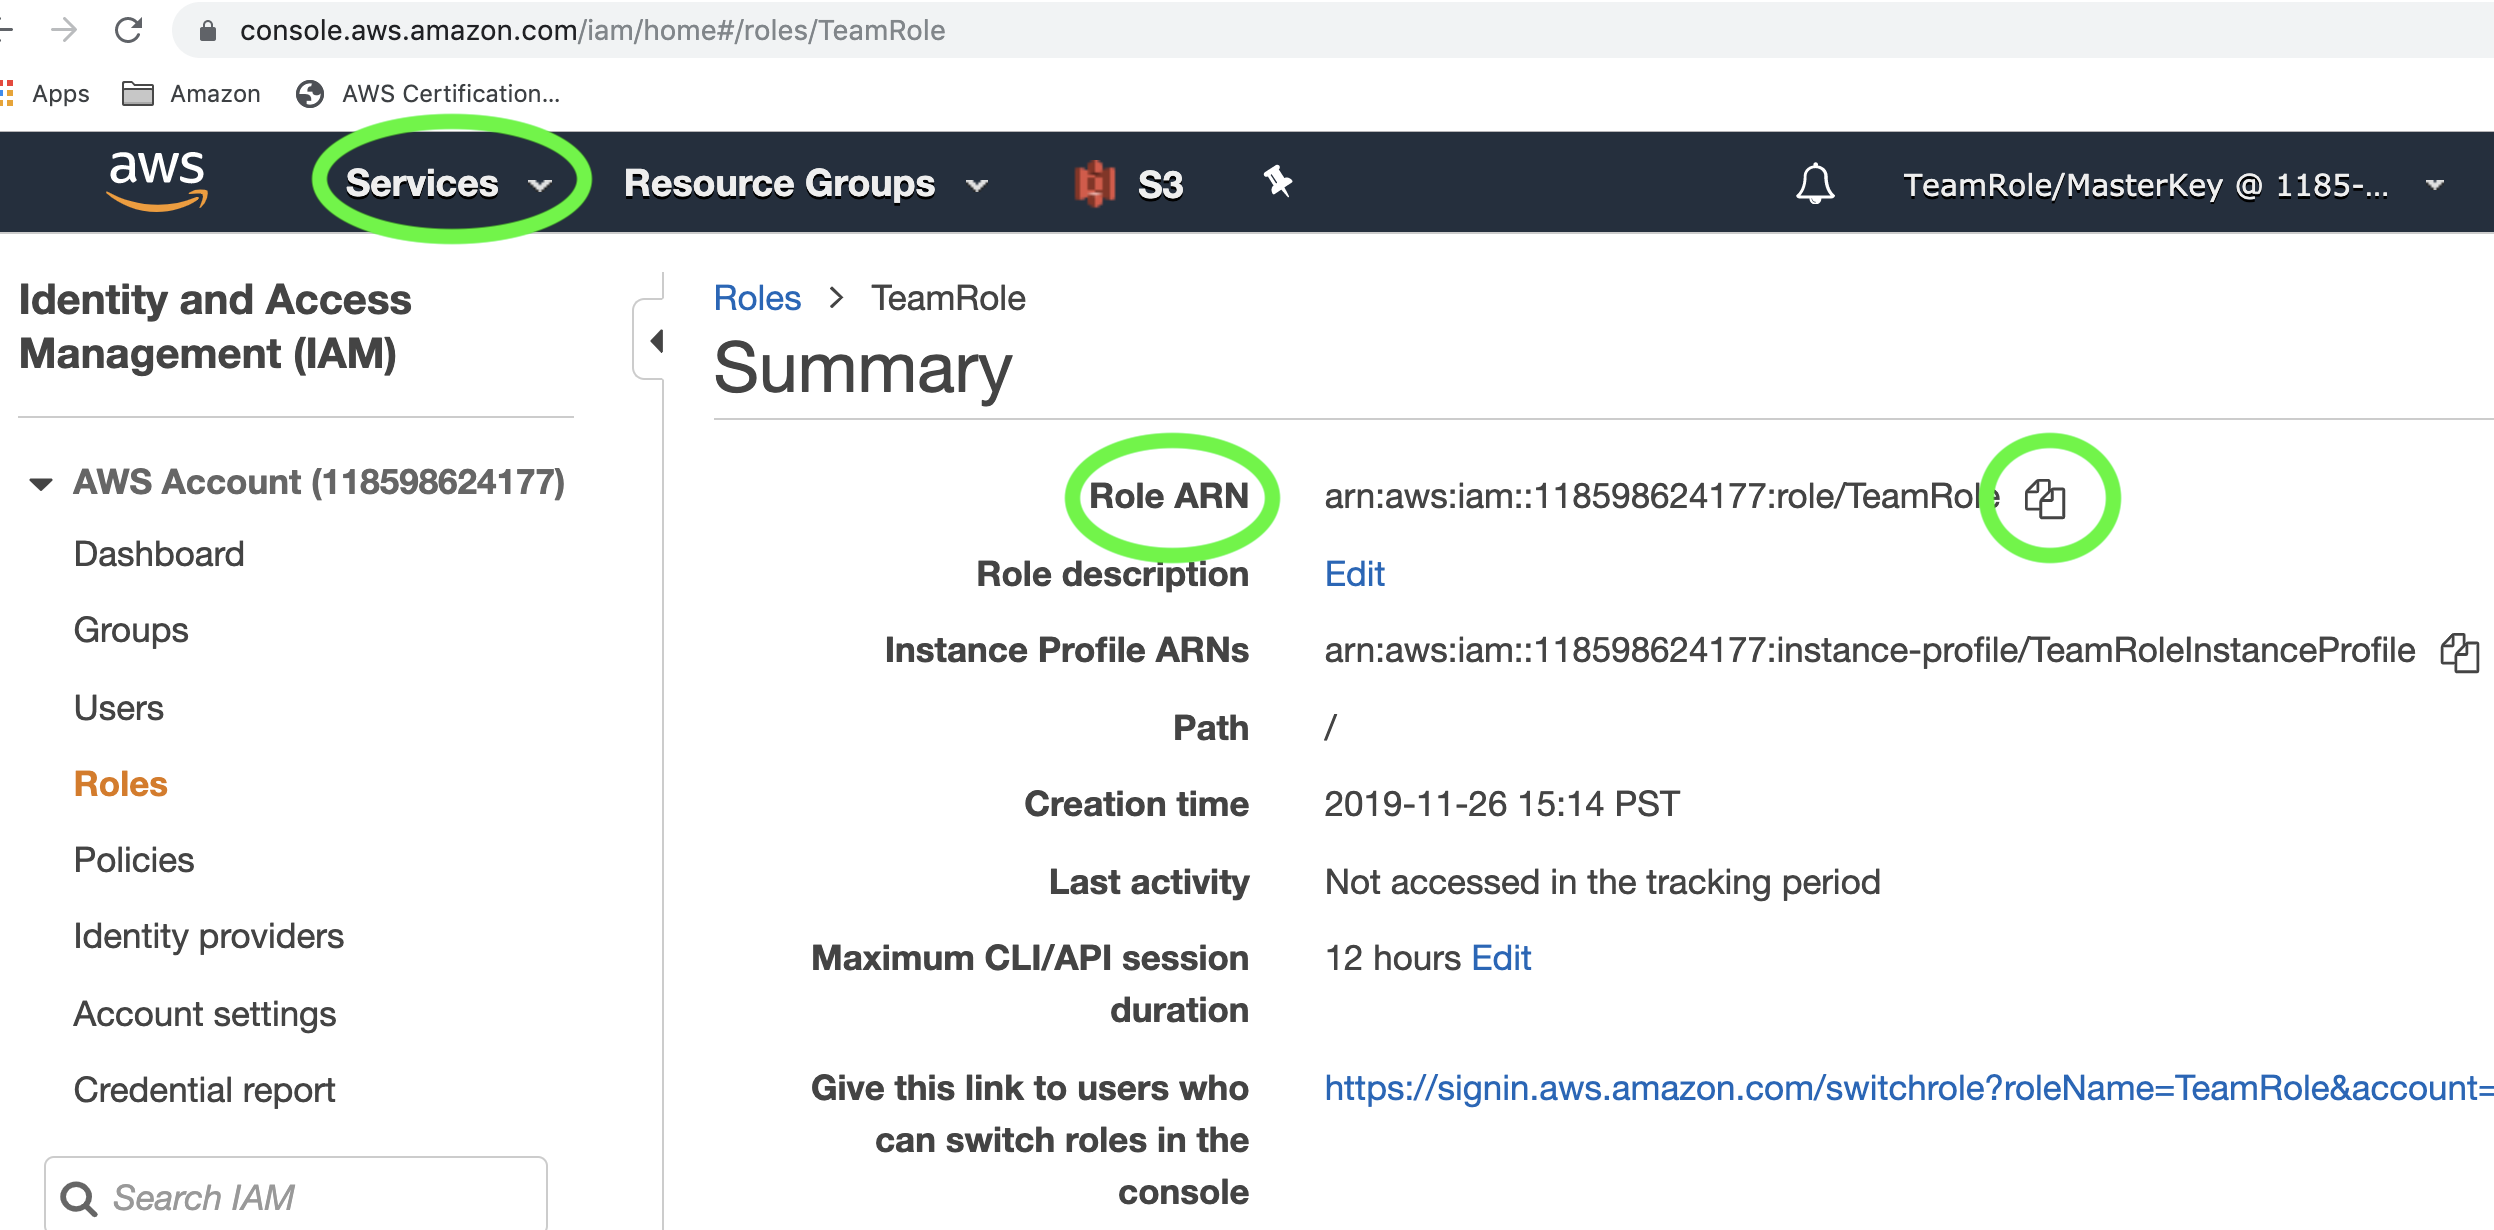 console.aws.amazon.com/iam/home#/roles/TeamRole
Apps Amazon AWS Certification...
aws Services Resource Groups S3 TeamRole/MasterKey @ 1185-...
Identity and Access
Management (IAM)
AWS Account (118598624177)
Dashboard
Groups
Users
Roles
Policies
Identity providers
Account settings
Credential report
Search IAM
Roles > TeamRole
Summary
Role ARN arn:aws:iam::118598624177:role/TeamRole
Role description Edit
Instance Profile ARNs arn:aws:iam::118598624177:instance-profile/TeamRoleInstanceProfile
Path /
Creation time 2019-11-26 15:14 PST
Last activity Not accessed in the tracking period
Maximum CLI/API session 12 hours Edit
duration
Give this link to users who https://signin.aws.amazon.com/switchrole?roleName=TeamRole&account=
can switch roles in the
console